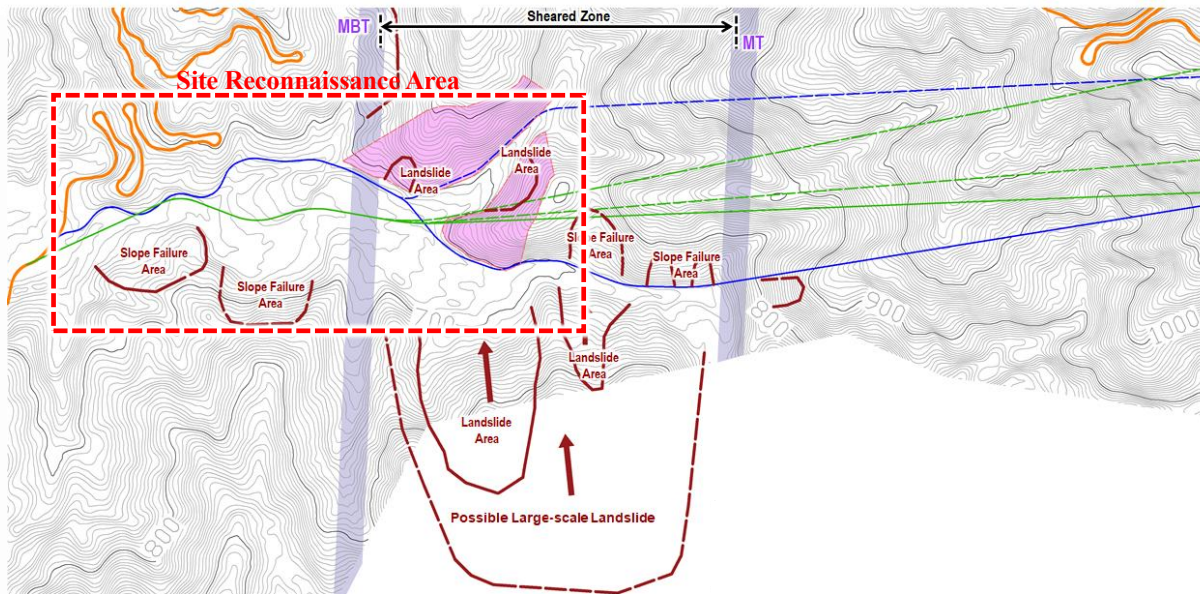 Sheared Zone
MBT
MT
Site Reconnaissance Area
Landslide
Area
Landslide
Area
Slope Failure
Area
Slope Failure
Area
Slope Failure
Area
Slope Failure
Area
700
800
900
1000
Landslide
Area
Landslide
Area
Possible Large-scale Landslide
800